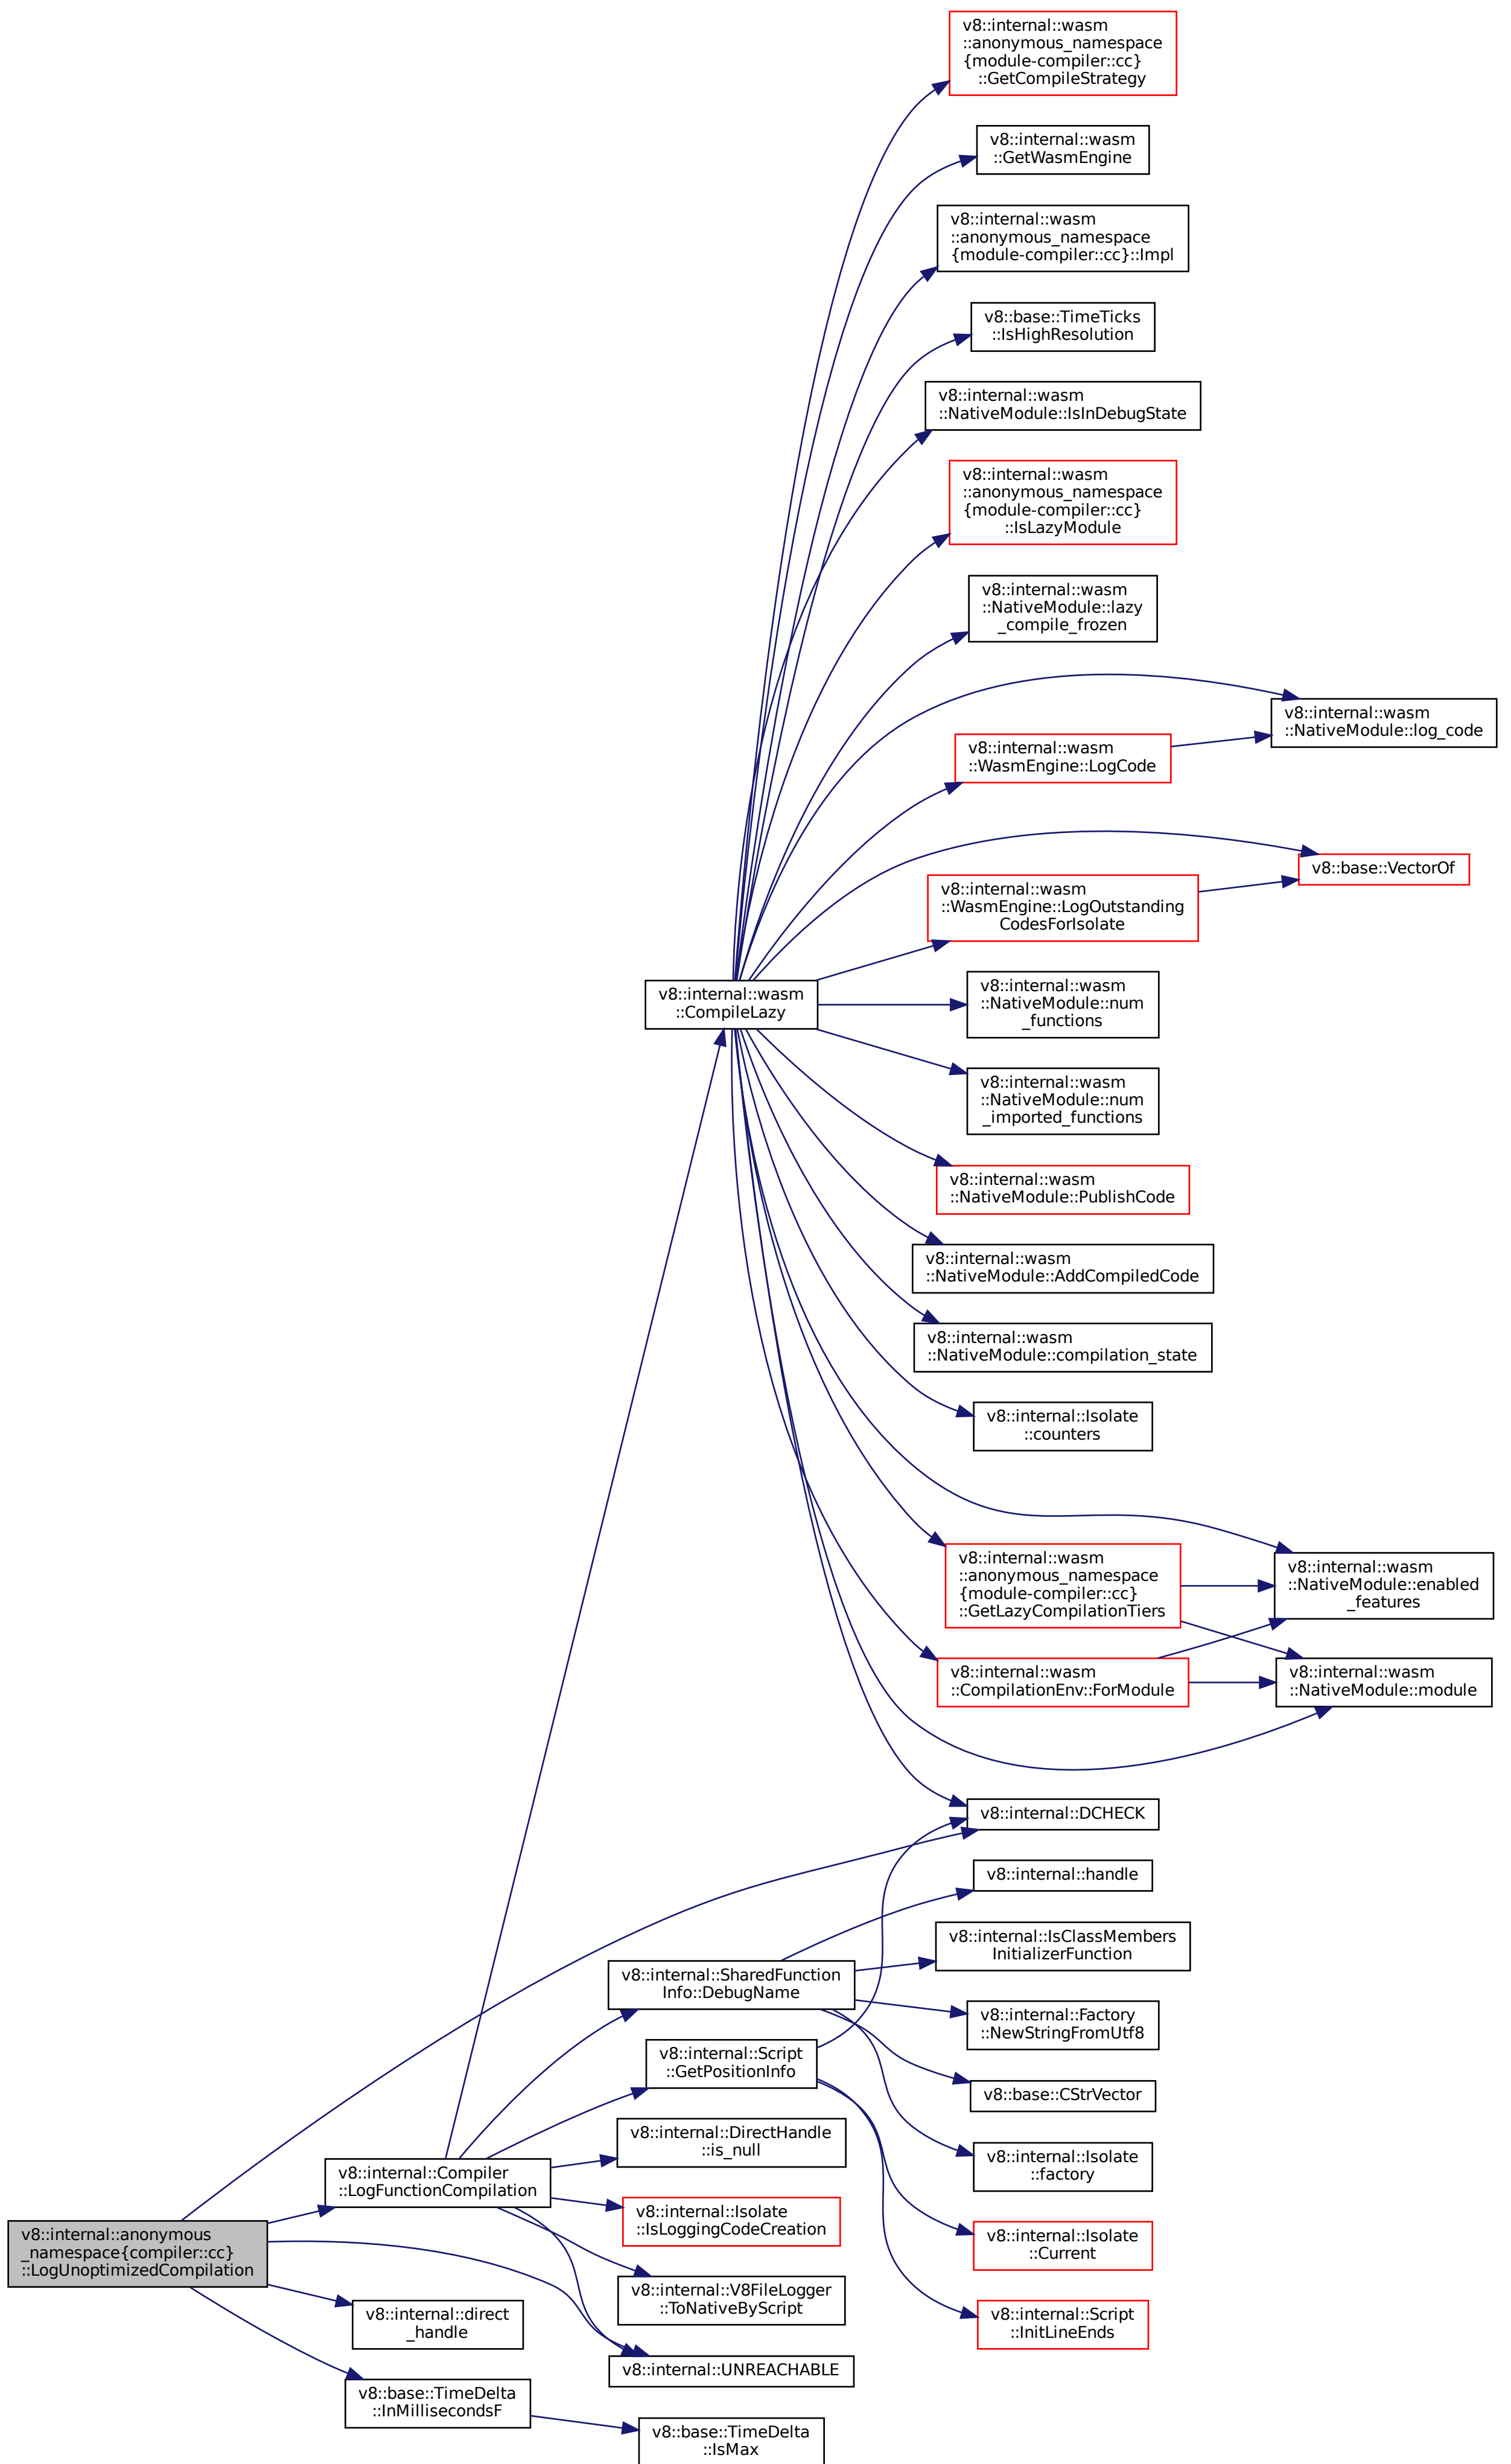 v8::internal::wasm
::anonymous_namespace
{module-compiler::cc}
::GetCompileStrategy
v8::internal::wasm
::GetWasmEngine
v8::internal::wasm
::anonymous_namespace
{module-compiler::cc}::Impl
v8::base::TimeTicks
::IsHighResolution
v8::internal::wasm
::NativeModule::IsInDebugState
v8::internal::wasm
::anonymous_namespace
{module-compiler::cc}
::IsLazyModule
v8::internal::wasm
::NativeModule::lazy
_compile_frozen
v8::internal::wasm
::NativeModule::log_code
v8::internal::wasm
::WasmEngine::LogCode
v8::base::VectorOf
v8::internal::wasm
::WasmEngine::LogOutstanding
CodesForIsolate
v8::internal::wasm
::CompileLazy
v8::internal::wasm
::NativeModule::num
_functions
v8::internal::wasm
::NativeModule::num
_imported_functions
v8::internal::wasm
::NativeModule::PublishCode
v8::internal::wasm
::NativeModule::AddCompiledCode
v8::internal::wasm
::NativeModule::compilation_state
v8::internal::Isolate
::counters
v8::internal::wasm
::anonymous_namespace
{module-compiler::cc}
::GetLazyCompilationTiers
v8::internal::wasm
::NativeModule::enabled
_features
v8::internal::wasm
::CompilationEnv::ForModule
v8::internal::wasm
::NativeModule::module
v8::internal::DCHECK
v8::internal::handle
v8::internal::IsClassMembers
InitializerFunction
v8::internal::SharedFunction
Info::DebugName
v8::internal::Factory
::NewStringFromUtf8
v8::internal::Script
::GetPositionInfo
v8::base::CStrVector
v8::internal::DirectHandle
::is_null
v8::internal::Isolate
::factory
v8::internal::Compiler
::LogFunctionCompilation
v8::internal::Isolate
::IsLoggingCodeCreation
v8::internal::Isolate
::Current
v8::internal::anonymous
_namespace{compiler::cc}
::LogUnoptimizedCompilation
v8::internal::V8FileLogger
::ToNativeByScript
v8::internal::Script
::InitLineEnds
v8::internal::direct
_handle
v8::internal::UNREACHABLE
v8::base::TimeDelta
::InMillisecondsF
v8::base::TimeDelta
::IsMax